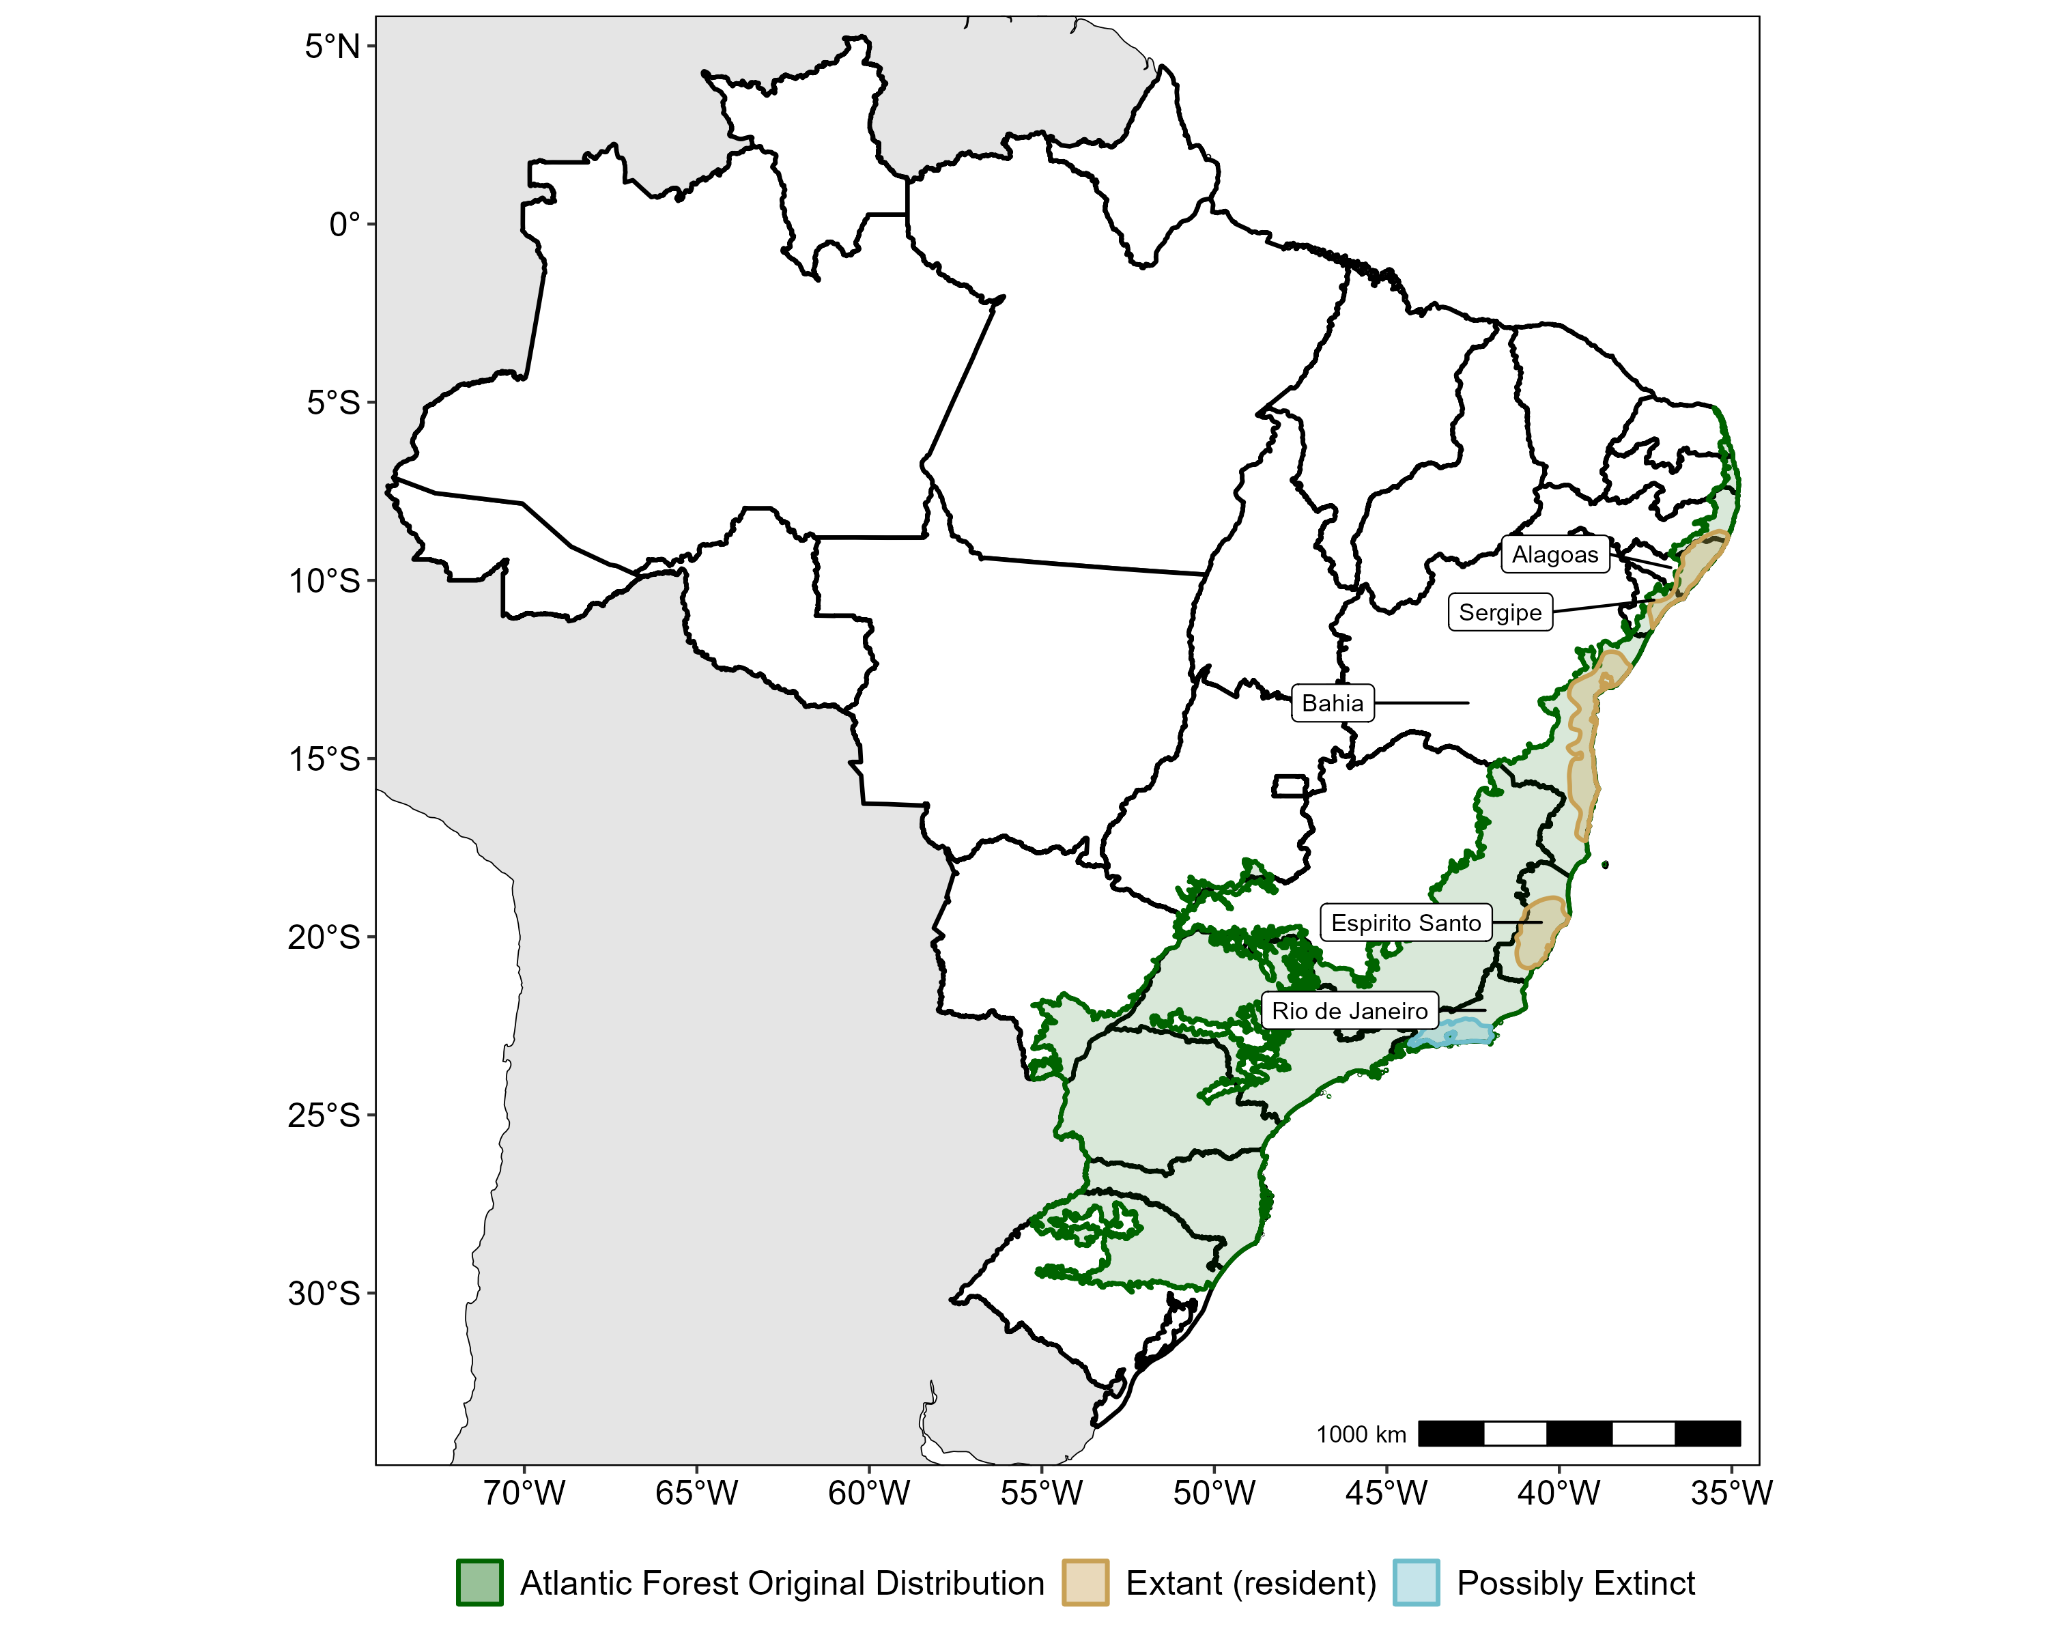 5°N
0°
5°S
10°S
15°S
20°S
25°S
30°S
Alagoas
Sergipe
Bahia
Espirito Santo
Rio de Janeiro
1000 km
70°W 65°W 60°W 55°W 50°W 45°W 40°W 35°W
Atlantic Forest Original Distribution Extant (resident) Possibly Extinct